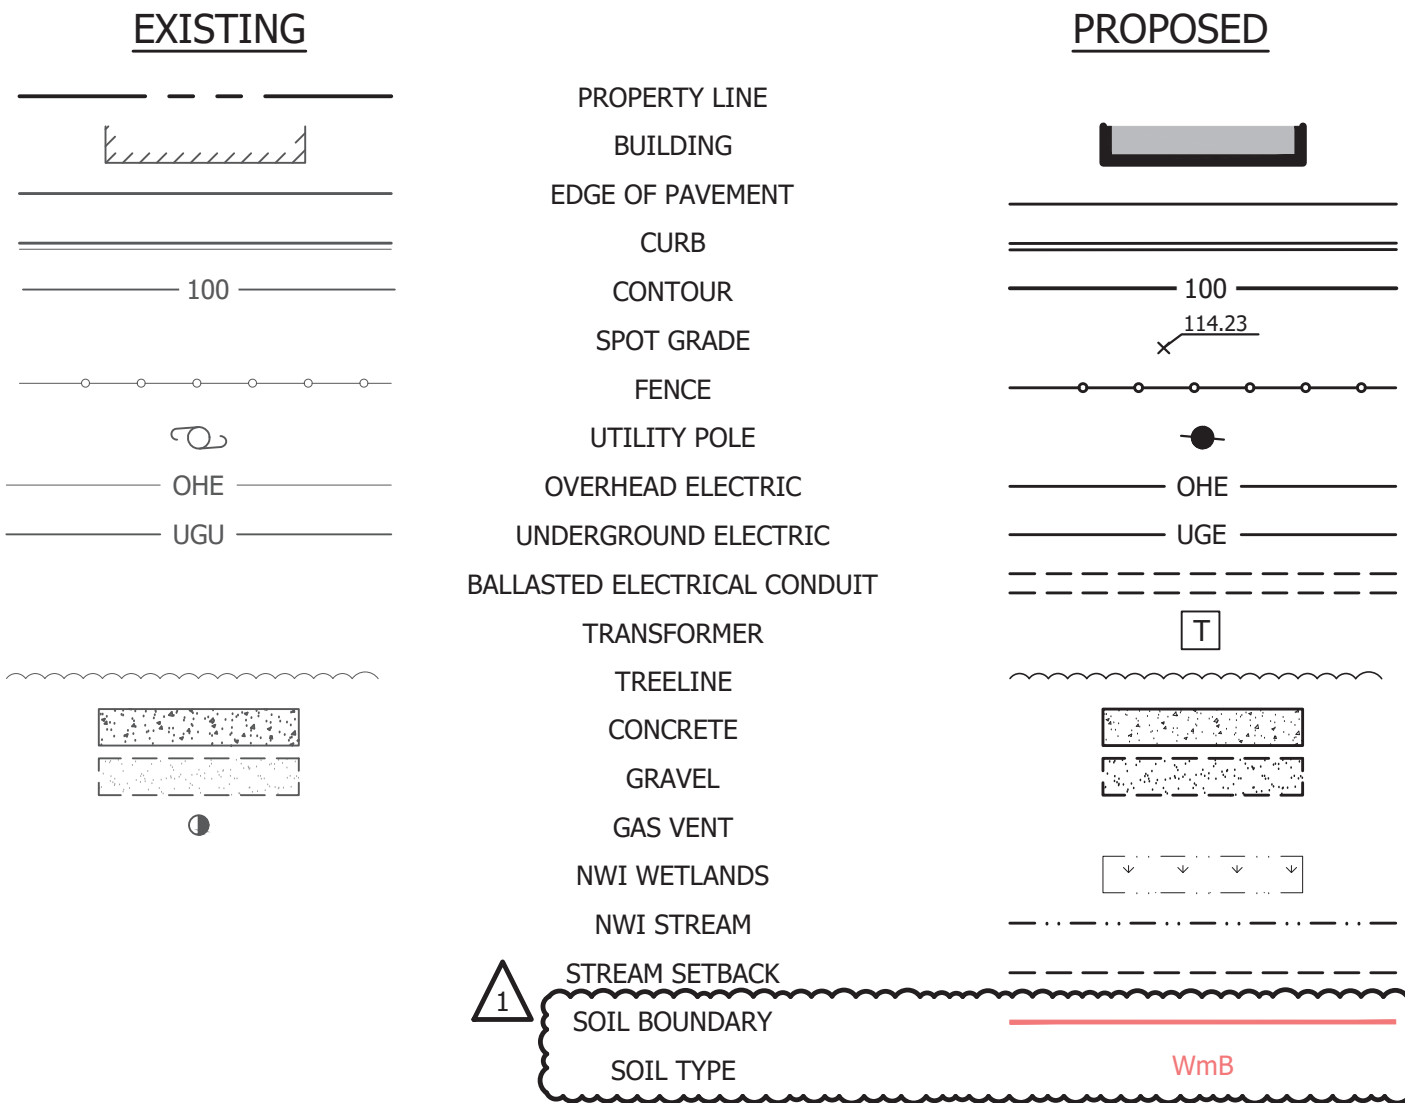 EXISTING PROPOSED
PROPERTY LINE
BUILDING
EDGE OF PAVEMENT
CURB
100 CONTOUR 100
SPOT GRADE 114.23
FENCE
UTILITY POLE
OHE OVERHEAD ELECTRIC OHE
UGU UNDERGROUND ELECTRIC UGE
BALLASTED ELECTRICAL CONDUIT
TRANSFORMER T
TREELINE
CONCRETE
GRAVEL
GAS VENT
NWI WETLANDS
NWI STREAM
STREAM SETBACK
1 SOIL BOUNDARY
SOIL TYPE WmB